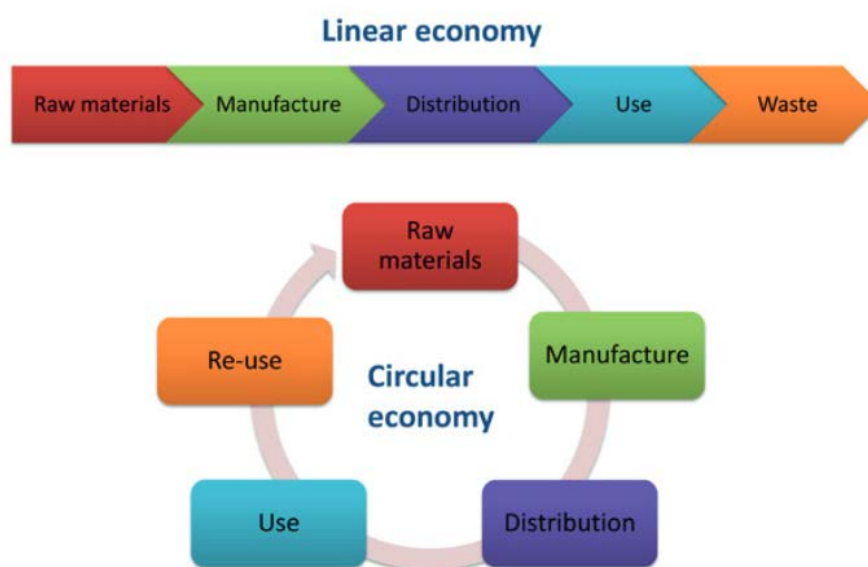 Linear economy
Raw materials Manufacture Distribution Use Waste
Raw
materials
Manufacture
Re-use
Circular
economy
Use
Distribution